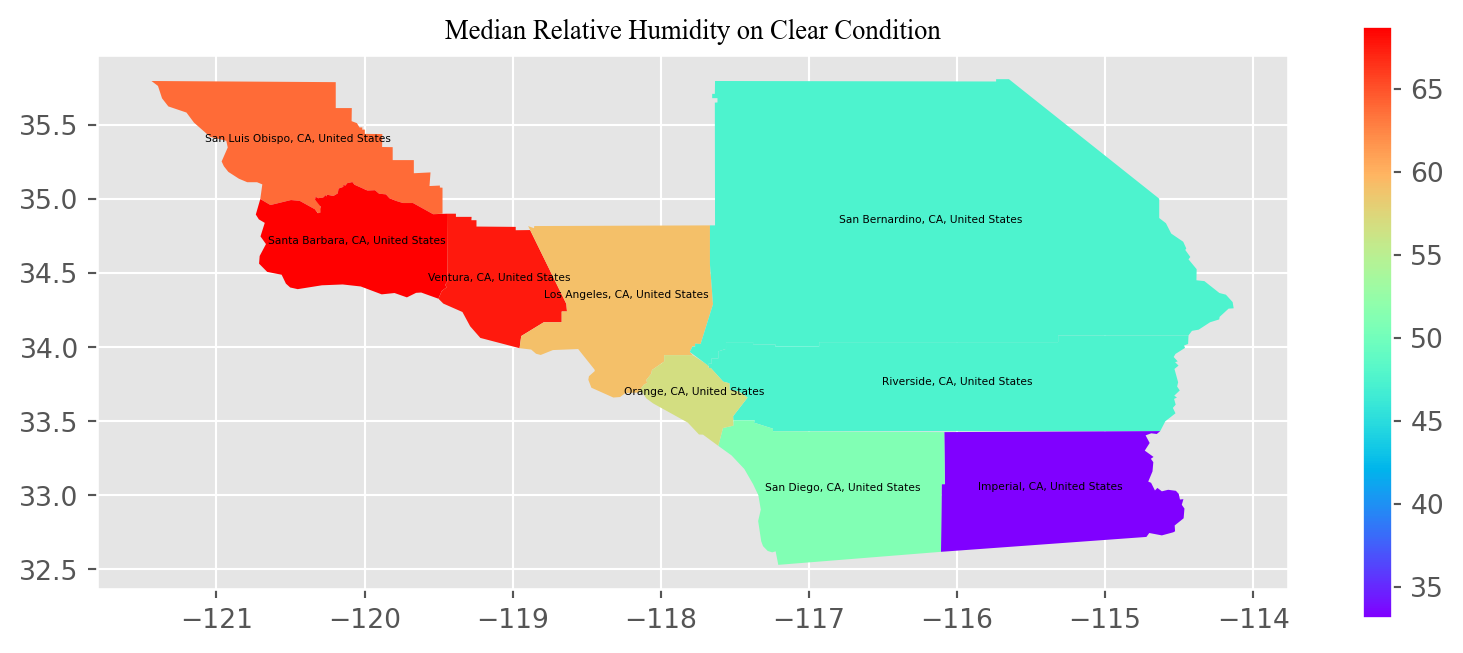 Median Relative Humidity on Clear Condition
35.5
35.0
34.5
34.0
33.5
33.0
32.5
San Luis Obispo, CA, United States
San Bernardino, CA, United States
Santa Barbara, CA, United States
Ventura, CA, United States
Los Angeles, CA, United States
Riverside, CA, United States
Orange, CA, United States
San Diego, CA, United States
Imperial, CA, United States
−121
−120
−119
−118
−117
−116
−115
−114
65
60
55
50
45
40
35